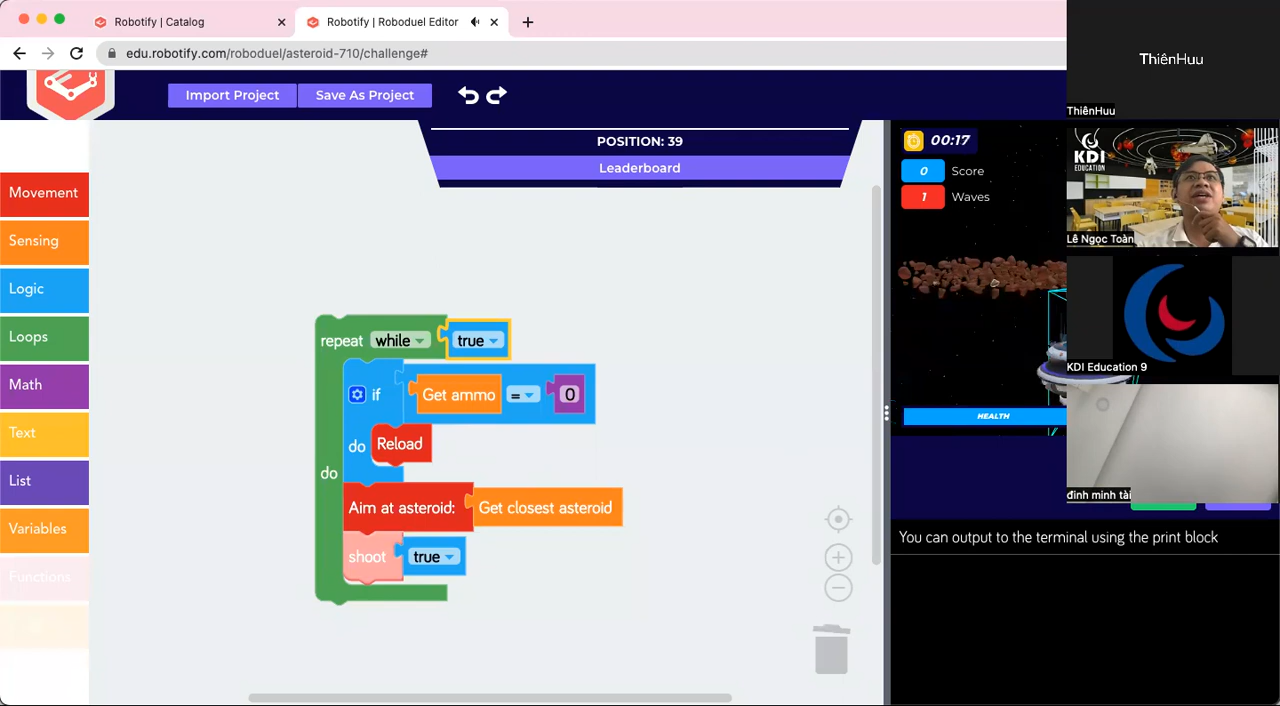 Robotify | Catalog
Robotify | Roboduel Editor
edu.robotify.com/roboduel/asteroid-710/challenge#
Import Project
Save As Project
POSITION: 39
Leaderboard
Movement
Sensing
Logic
Loops
Math
Text
List
Variables
Functions
repeat while true
if Get ammo = 0
do Reload
do
Aim at asteroid: Get closest asteroid
shoot true
00:17
0 Score
1 Waves
HEALTH
You can output to the terminal using the print block
ThiênHuu
ThiênHuu
KDI
EDUCATION
Lê Ngọc Toàn
KDI Education 9
đinh minh tài